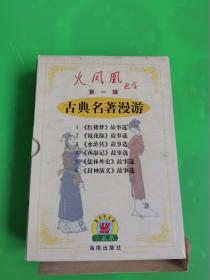 火凤凰
巴金
第一辑
古典名著漫游
1 《红楼梦》故事选
2 《镜花缘》故事选
3 《水浒传》故事选
4 《西游记》故事选
5 《儒林外史》故事选
6 《封神演义》故事选
海南出版社